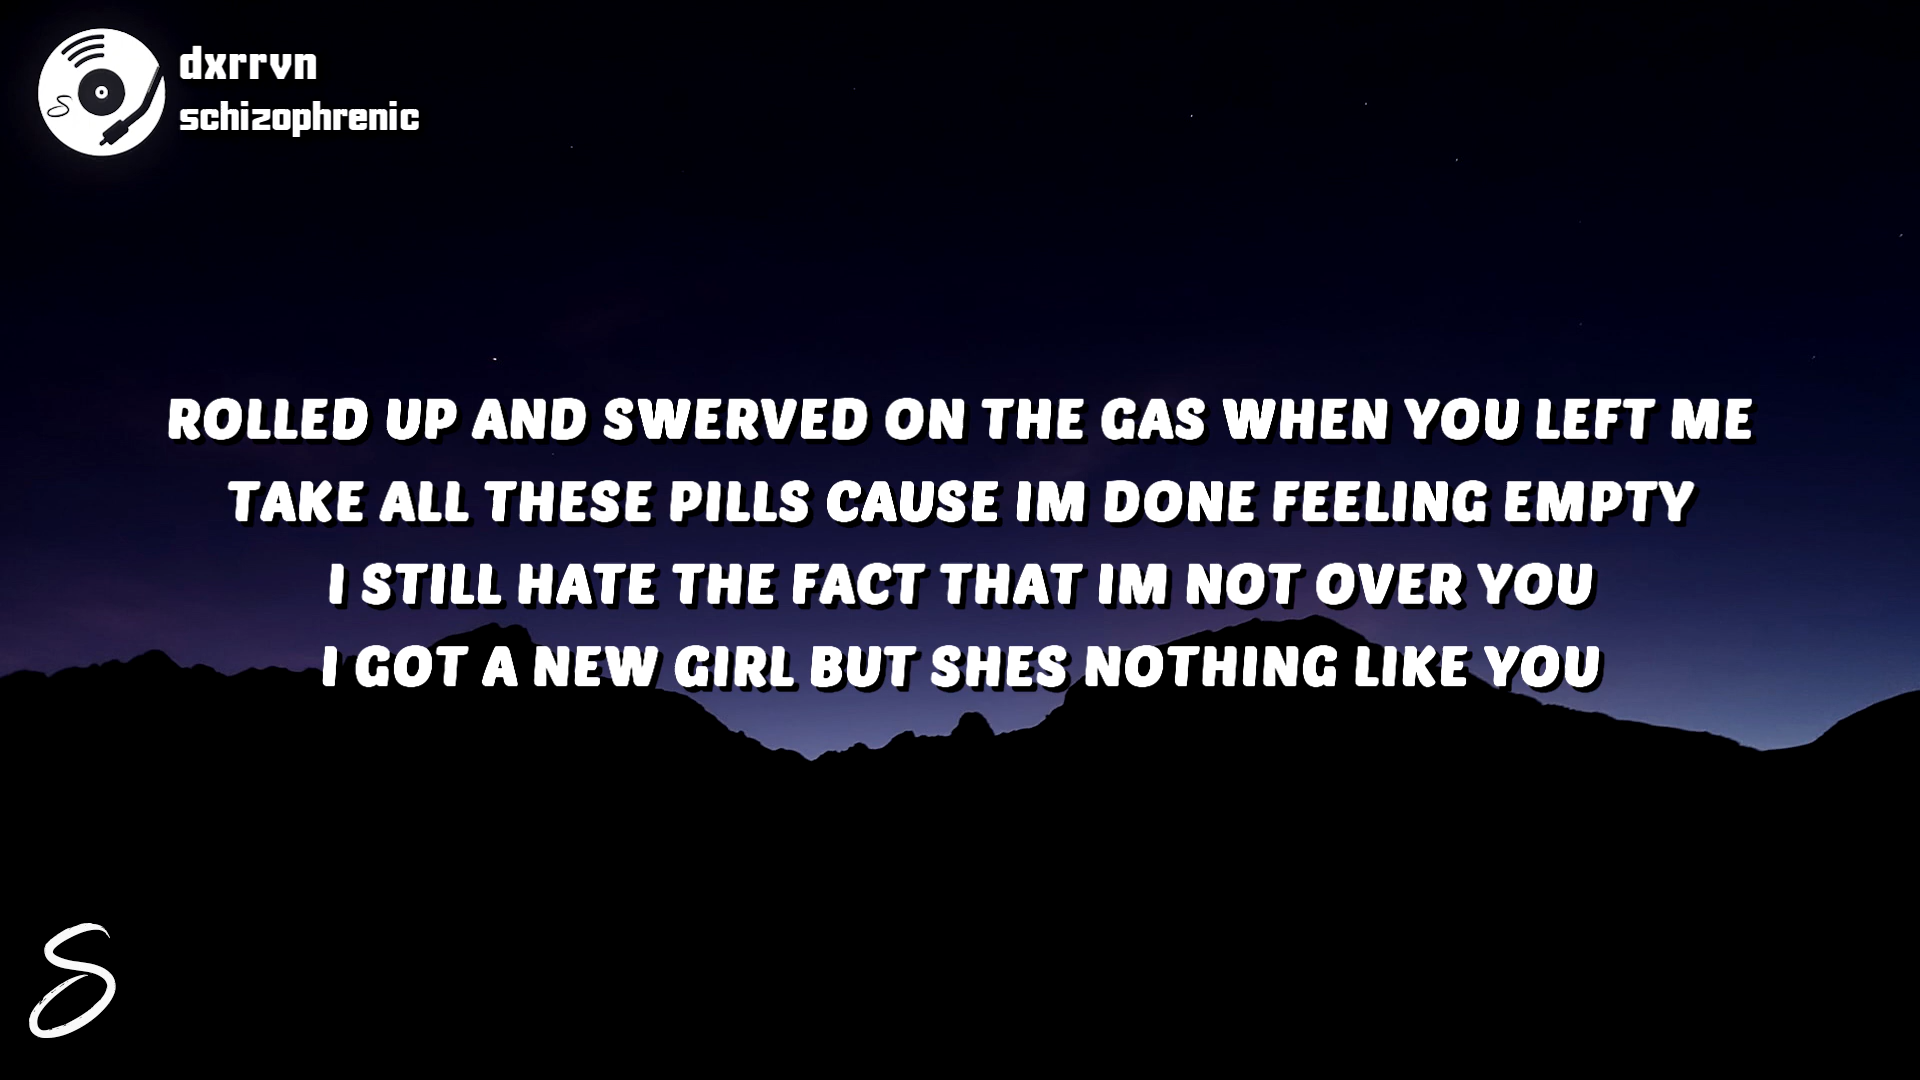 dxrrvn
schizophrenic
ROLLED UP AND SWERVED ON THE GAS WHEN YOU LEFT ME
TAKE ALL THESE PILLS CAUSE IM DONE FEELING EMPTY
I STILL HATE THE FACT THAT IM NOT OVER YOU
I GOT A NEW GIRL BUT SHES NOTHING LIKE YOU
S